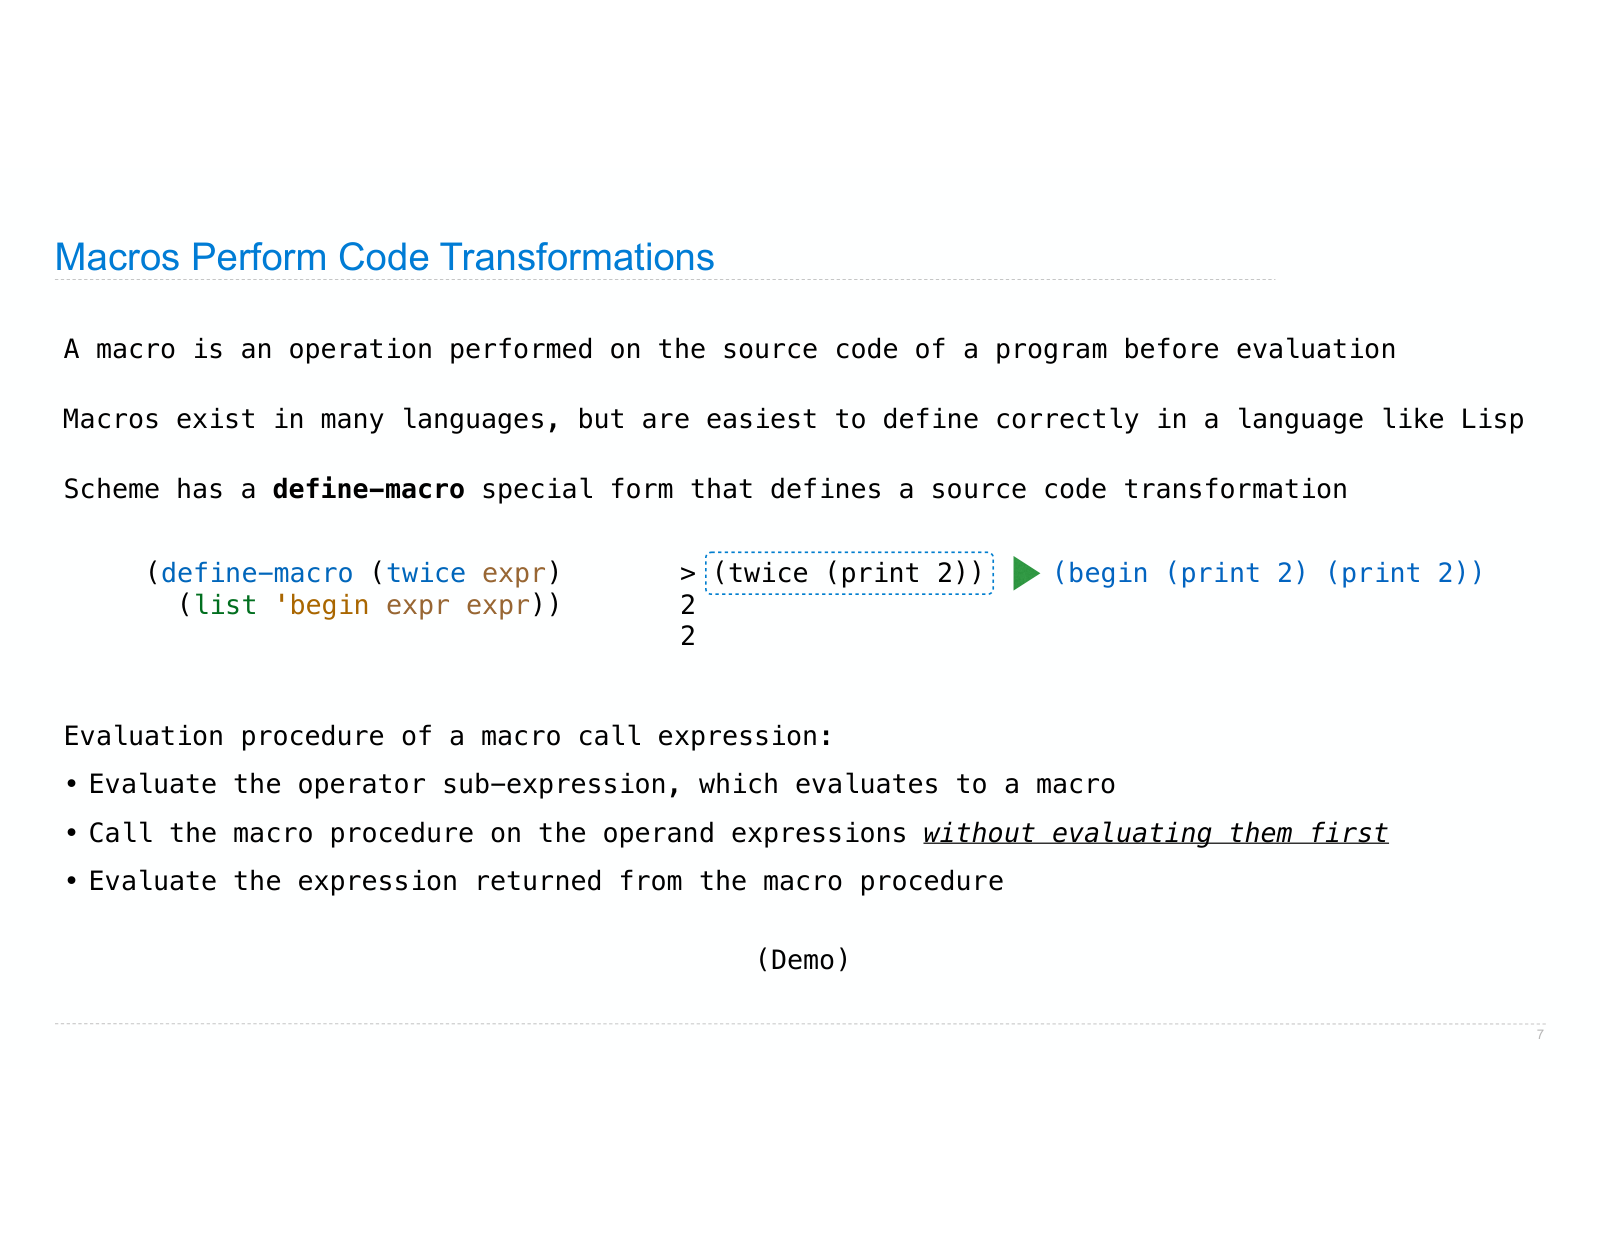 Macros Perform Code Transformations
A macro is an operation performed on the source code of a program before evaluation
Macros exist in many languages, but are easiest to define correctly in a language like Lisp
Scheme has a define-macro special form that defines a source code transformation
(define-macro (twice expr)
(list 'begin expr expr))
> (twice (print 2)) (begin (print 2) (print 2))
2
2
Evaluation procedure of a macro call expression:
• Evaluate the operator sub-expression, which evaluates to a macro
• Call the macro procedure on the operand expressions without evaluating them first
• Evaluate the expression returned from the macro procedure
(Demo)
7